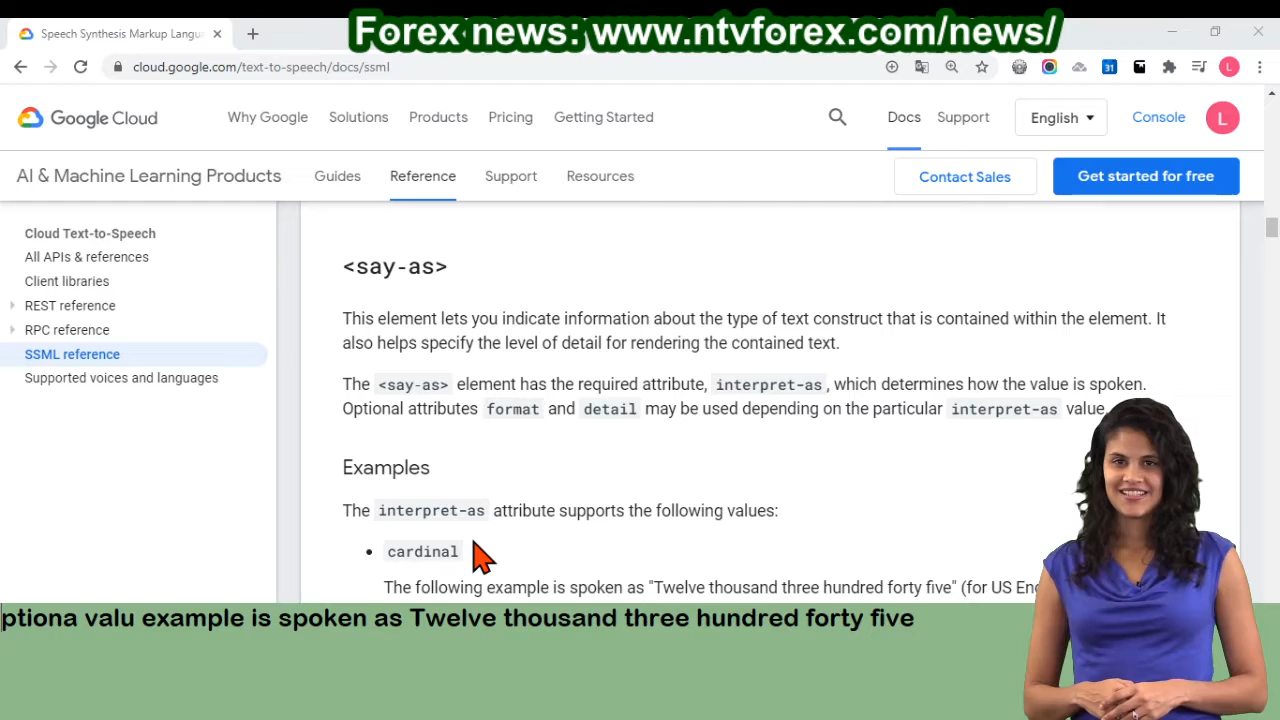 Forex news: www.ntvforex.com/news/
Speech Synthesis Markup Langu
cloud.google.com/text-to-speech/docs/ssml
31
L
Google Cloud
Why Google
Solutions
Products
Pricing
Getting Started
Docs
Support
English
Console
L
AI & Machine Learning Products
Guides
Reference
Support
Resources
Contact Sales
Get started for free
Cloud Text-to-Speech
All APIs & references
Client libraries
REST reference
RPC reference
SSML reference
Supported voices and languages
<say-as>
This element lets you indicate information about the type of text construct that is contained within the element. It
also helps specify the level of detail for rendering the contained text.
The <say-as> element has the required attribute, interpret-as, which determines how the value is spoken.
Optional attributes format and detail may be used depending on the particular interpret-as value.
Examples
The interpret-as attribute supports the following values:
• cardinal
The following example is spoken as "Twelve thousand three hundred forty five" (for US En
ptiona valu example is spoken as Twelve thousand three hundred forty five